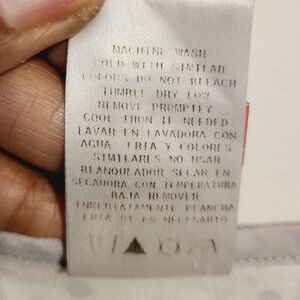 MACHINE WASH
COLD WITH SIMILAR
COLORS DO NOT BLEACH
TUMBLE DRY LOW
REMOVE PROMPTLY
COOL IRON IF NEEDED
LAVAR EN LAVADORA CON
AGUA FRIA Y COLORES
SIMILARES NO USAR
BLANQUEADOR SECAR EN
SECADORA CON TEMPERATURA
BAJA REMOVER
INMEDIATAMENTE PLANCHA
FRIA SI ES NECESARIO